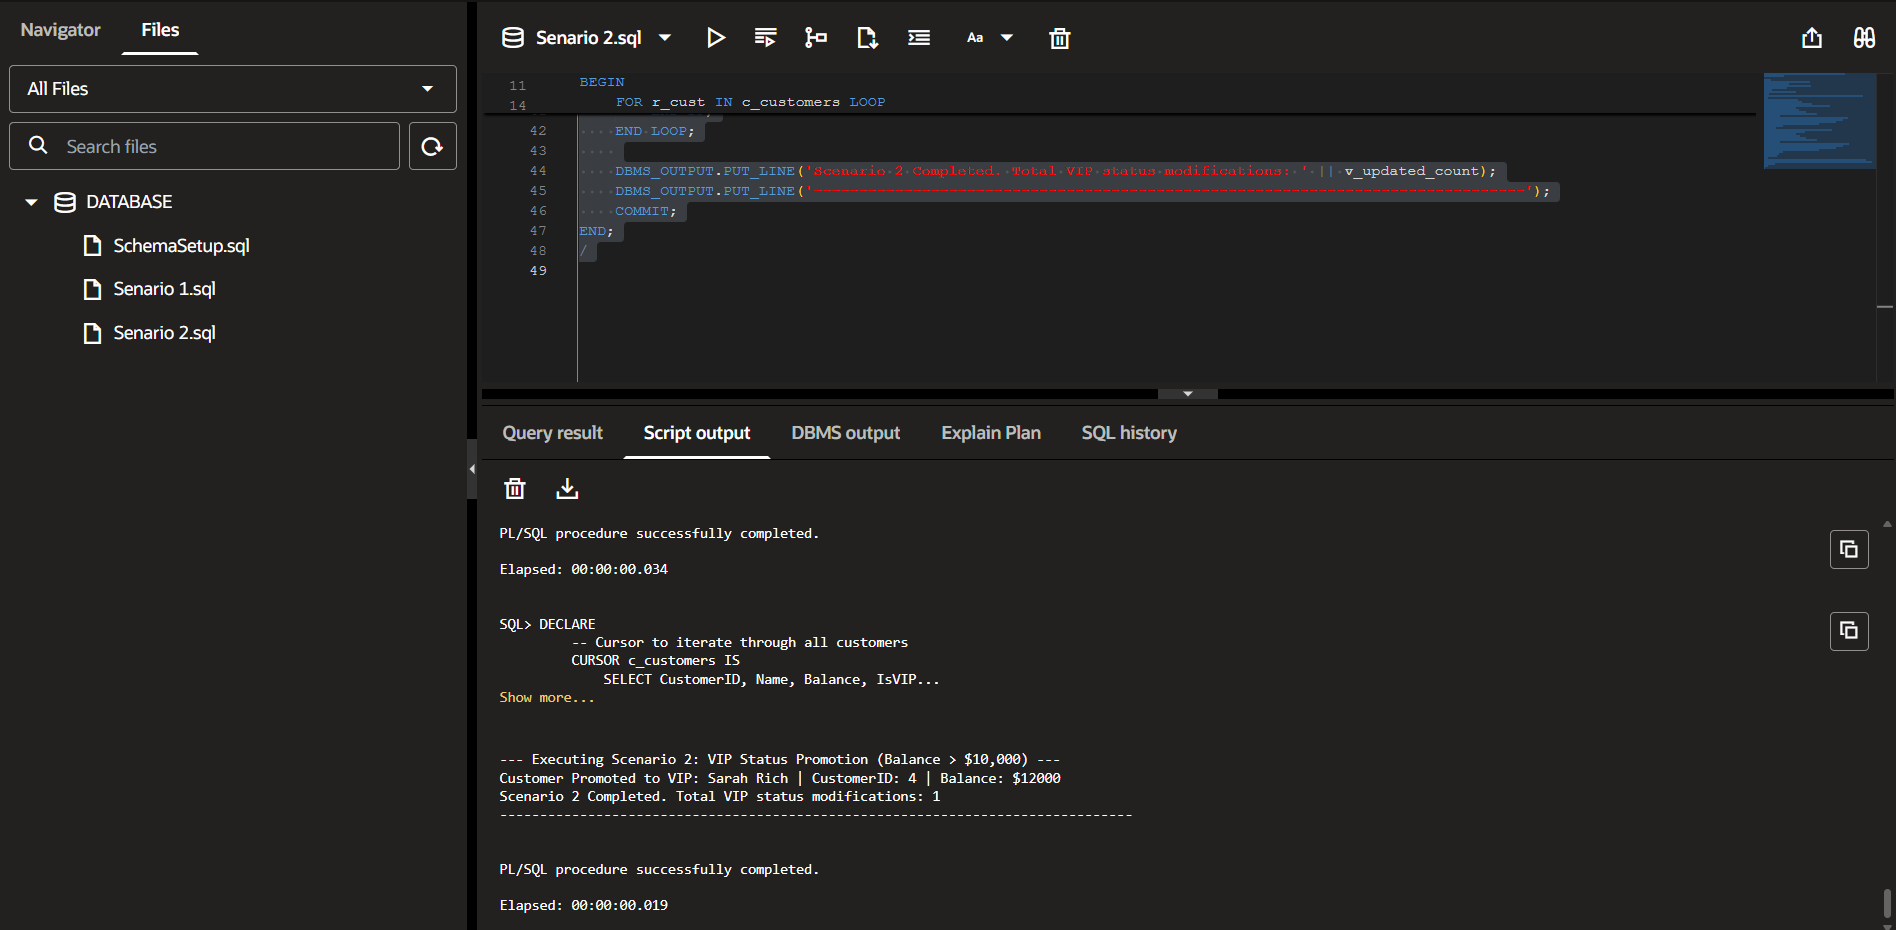 Navigator
Files
All Files
Search files
DATABASE
SchemaSetup.sql
Senario 1.sql
Senario 2.sql
Senario 2.sql
Aa
11 BEGIN
14 FOR r_cust IN c_customers LOOP
42 END LOOP;
43
44 DBMS_OUTPUT.PUT_LINE('Scenario 2 Completed. Total VIP status modifications: ' || v_updated_count);
45 DBMS_OUTPUT.PUT_LINE('-------------------------------------------------------------------------------');
46 COMMIT;
47 END;
48 /
49
Query result
Script output
DBMS output
Explain Plan
SQL history
PL/SQL procedure successfully completed.
Elapsed: 00:00:00.034
SQL> DECLARE
-- Cursor to iterate through all customers
CURSOR c_customers IS
SELECT CustomerID, Name, Balance, IsVIP...
Show more...
--- Executing Scenario 2: VIP Status Promotion (Balance > $10,000) ---
Customer Promoted to VIP: Sarah Rich | CustomerID: 4 | Balance: $12000
Scenario 2 Completed. Total VIP status modifications: 1
-------------------------------------------------------------------------------
PL/SQL procedure successfully completed.
Elapsed: 00:00:00.019